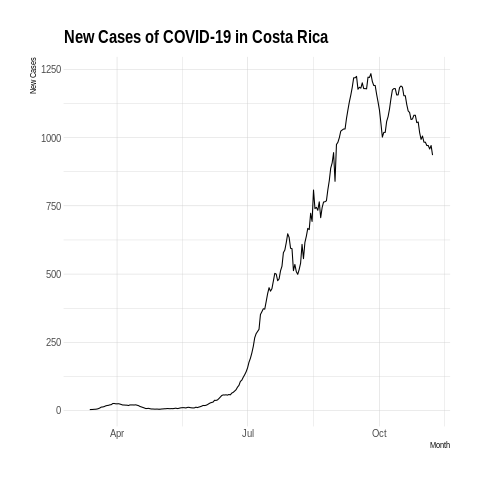 New Cases of COVID-19 in Costa Rica
New Cases
1250
1000
750
500
250
0
Apr
Jul
Oct
Month